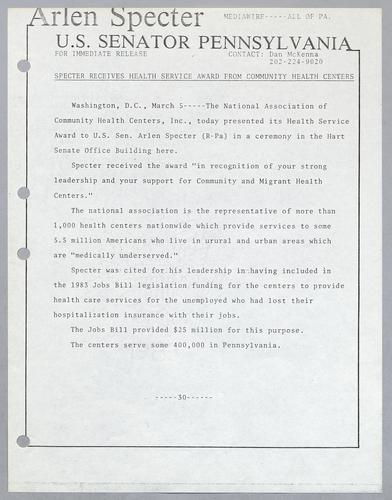 Arlen Specter
MEDIAWIRE-----ALL OF PA.
U.S. SENATOR PENNSYLVANIA
FOR IMMEDIATE RELEASE
CONTACT: Dan McKenna
202-224-9020
SPECTER RECEIVES HEALTH SERVICE AWARD FROM COMMUNITY HEALTH CENTERS
Washington, D.C., March 5-----The National Association of
Community Health Centers, Inc., today presented its Health Service
Award to U.S. Sen. Arlen Specter (R-Pa) in a ceremony in the Hart
Senate Office Building here.
Specter received the award "in recognition of your strong
leadership and your support for Community and Migrant Health
Centers."
The national association is the representative of more than
1,000 health centers nationwide which provide services to some
5.5 million Americans who live in urural and urban areas which
are "medically underserved."
Specter was cited for his leadership in having included in
the 1983 Jobs Bill legislation funding for the centers to provide
health care services for the unemployed who had lost their
hospitalization insurance with their jobs.
The Jobs Bill provided $25 million for this purpose.
The centers serve some 400,000 in Pennsylvania.
-----30------